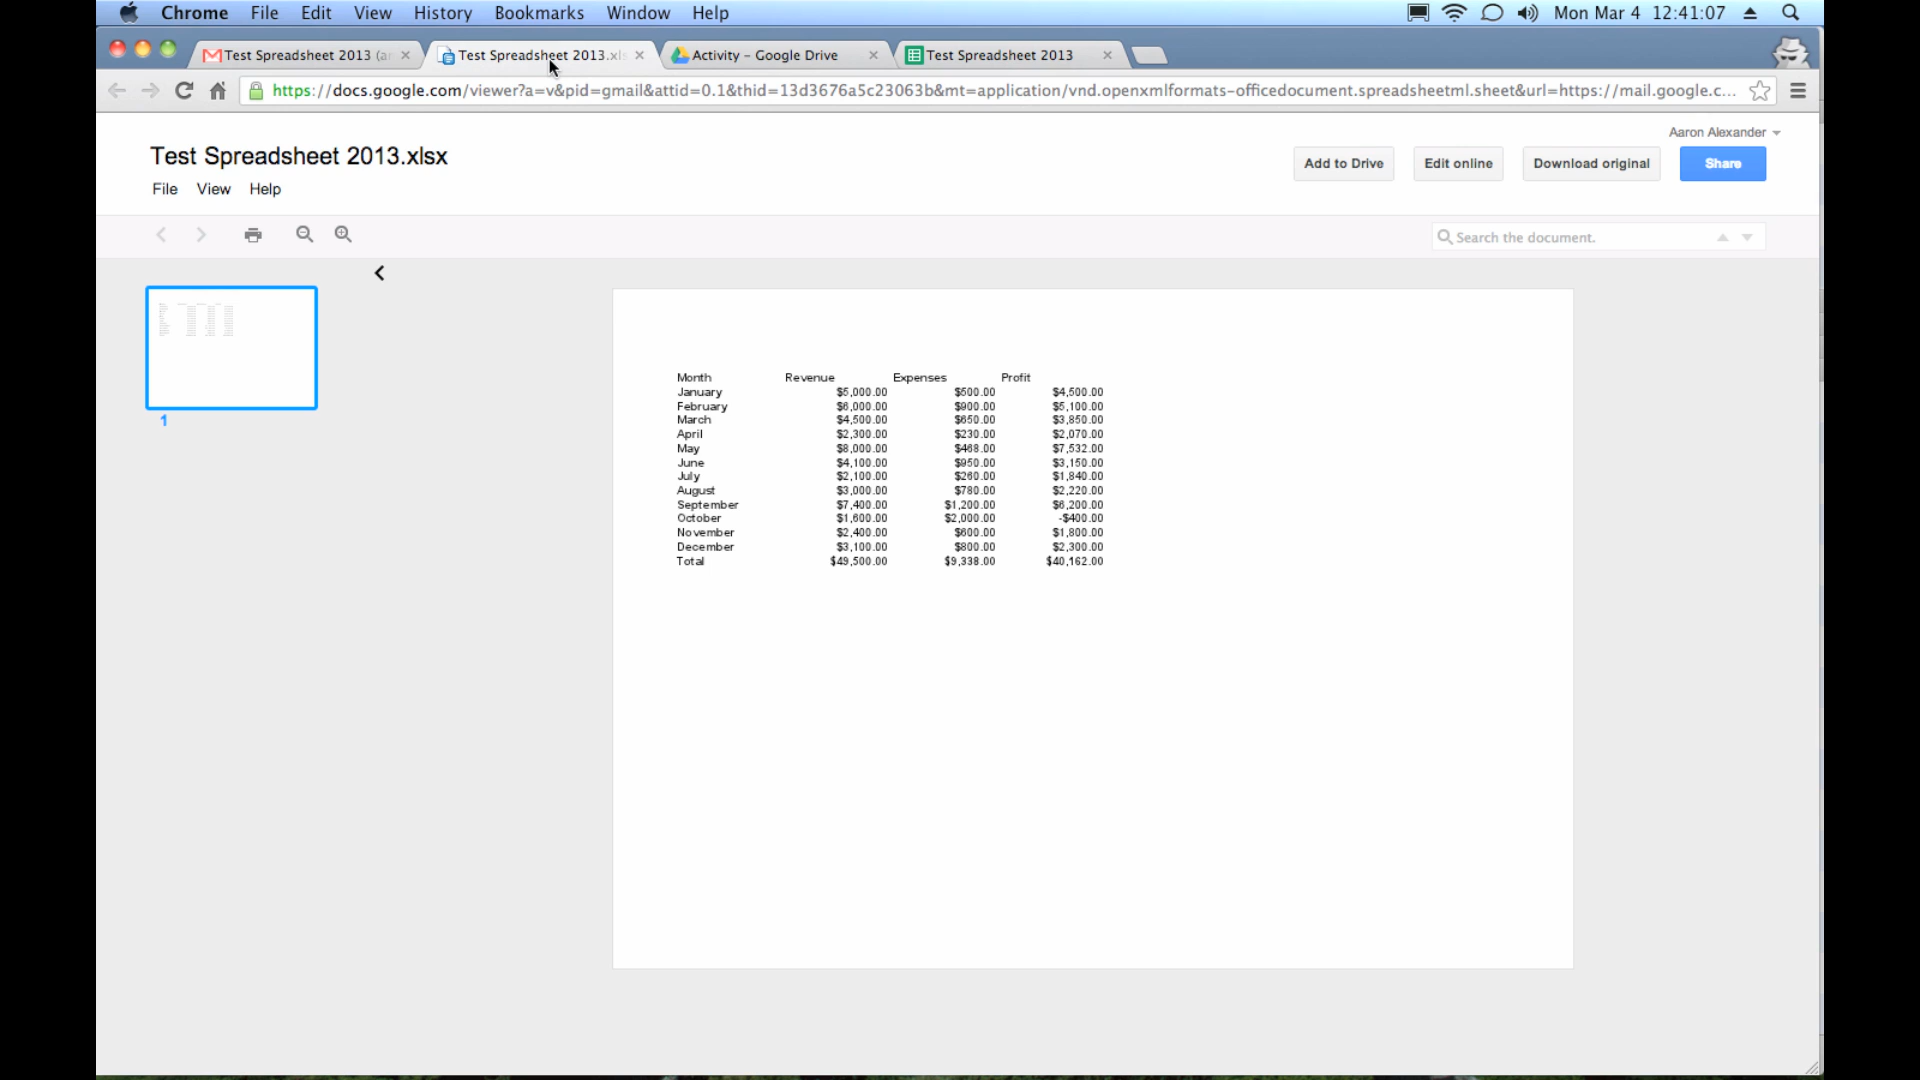 Chrome File Edit View History Bookmarks Window Help Mon Mar 4 12:41:07
Test Spreadsheet 2013 (a Test Spreadsheet 2013.xls Activity – Google Drive Test Spreadsheet 2013
https://docs.google.com/viewer?a=v&pid=gmail&attid=0.1&thid=13d3676a5c23063b&mt=application/vnd.openxmlformats-officedocument.spreadsheetml.sheet&url=https://mail.google.c...
Aaron Alexander
Test Spreadsheet 2013.xlsx
Add to Drive Edit online Download original Share
File View Help
Search the document.
Month Revenue Expenses Profit
January $5,000.00 $500.00 $4,500.00
February $6,000.00 $900.00 $5,100.00
March $4,500.00 $650.00 $3,850.00
April $2,300.00 $230.00 $2,070.00
May $8,000.00 $468.00 $7,532.00
June $4,100.00 $950.00 $3,150.00
July $2,100.00 $260.00 $1,840.00
August $3,000.00 $780.00 $2,220.00
September $7,400.00 $1,200.00 $6,200.00
October $1,600.00 $2,000.00 -$400.00
November $2,400.00 $600.00 $1,800.00
December $3,100.00 $800.00 $2,300.00
Total $49,500.00 $9,338.00 $40,162.00
1